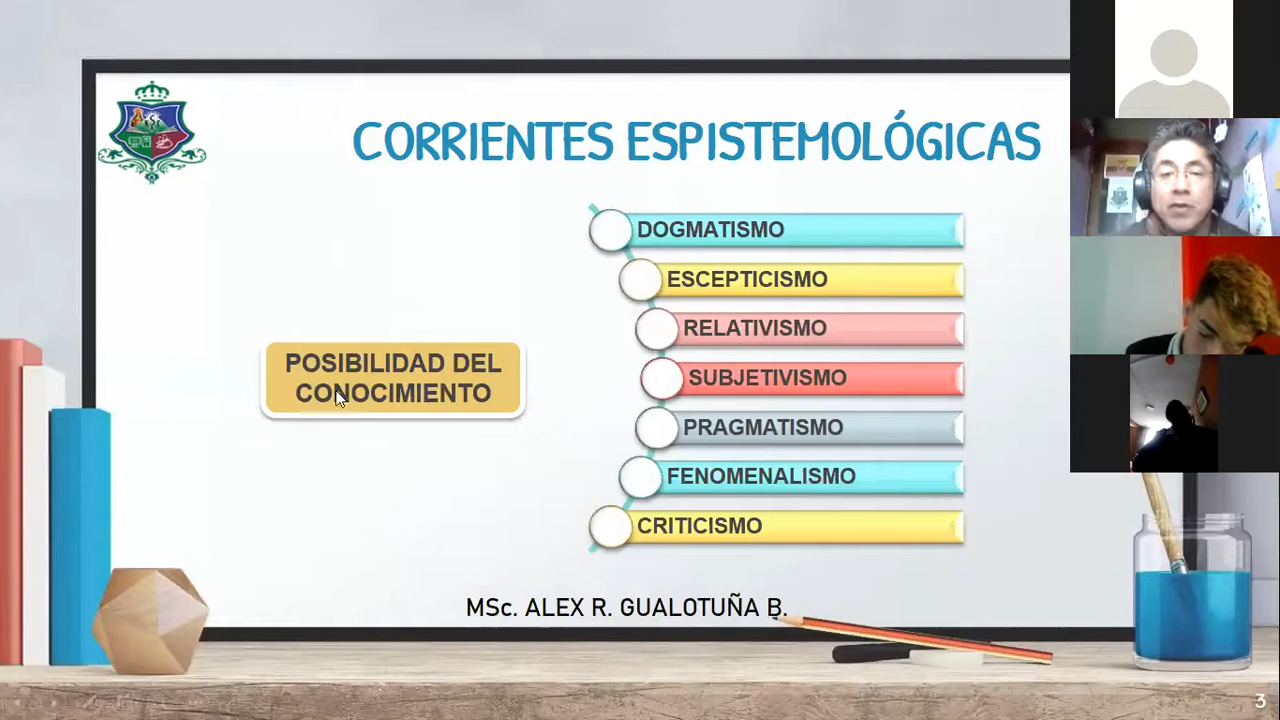 CORRIENTES ESPISTEMOLÓGICAS
DOGMATISMO
ESCEPTICISMO
RELATIVISMO
POSIBILIDAD DEL
CONOCIMIENTO
SUBJETIVISMO
PRAGMATISMO
FENOMENALISMO
CRITICISMO
MSc. ALEX R. GUALOTUÑA B.
3